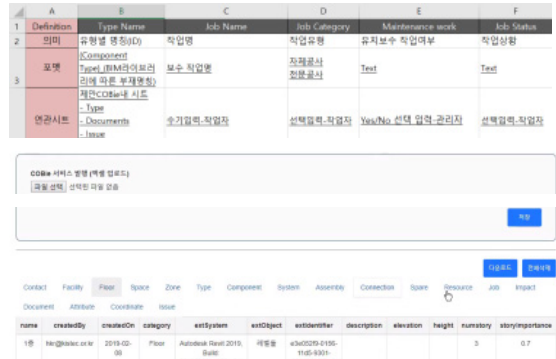 A B C D E F
1 Definition Type Name Job Name Job Category Maintenance work Job Status
2 의미 유형별 명칭(ID) 작업명 작업유형 유지보수 작업여부 작업상황
3 포맷 (Component Type)_(BIM라이브러리에 따른 부재명칭) 보수 작업명 자체공사 전문공사 Text Text
연관시트 제안COBie내 시트 - Type - Documents - Issue 수기입력-작업자 선택입력-작업자 Yes/No 선택 입력-관리자 선택입력-작업자
COBie 서비스 발행 (엑셀 업로드)
파일 선택 선택된 파일 없음
저장
다운로드 전체삭제
Contact Facility Floor Space Zone Type Component System Assembly Connection Spare Resource Job Impact
Document Attribute Coordinate Issue
name createdBy createdOn category extSystem extObject extIdentifier description elevation height numstory storyimportance
1층 2019-02-08 Floor Autodesk Revit 2019. Build: 레벨들 3 0.7